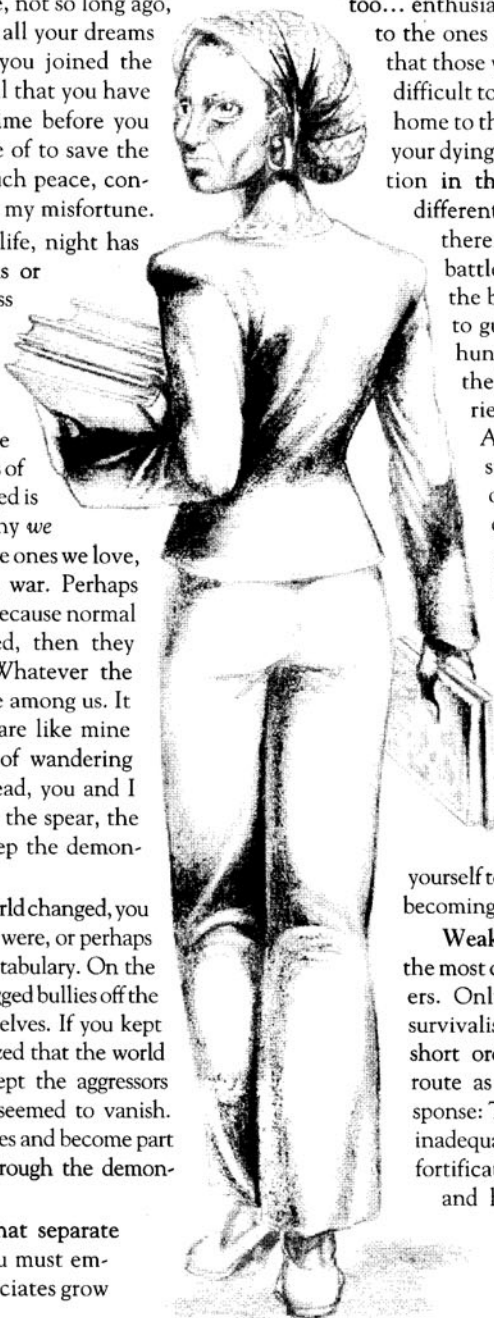 e, not so long ago,
all your dreams
you joined the
l that you have
me before you
e of to save the
ch peace, con-
my misfortune.
life, night has
s or
ss
e
s of
ed is
ny we
e ones we love,
war. Perhaps
ecause normal
ed, then they
Whatever the
e among us. It
are like mine
of wandering
ead, you and I
the spear, the
ep the demon-
rld changed, you
were, or perhaps
tabulary. On the
gged bullies off the
elves. If you kept
zed that the world
ept the aggressors
seemed to vanish.
es and become part
rough the demon-
hat separate
u must em-
ciates grow
too... enthusia
to the ones
that those
difficult to
home to th
your dying
tion in th
different
there
battle
the b
to gu
hun
the
rie
A
s
yourself to
becoming
Weak
the most c
ers. Onl
survivalis
short ord
route as
sponse: T
inadequa
fortifica
and